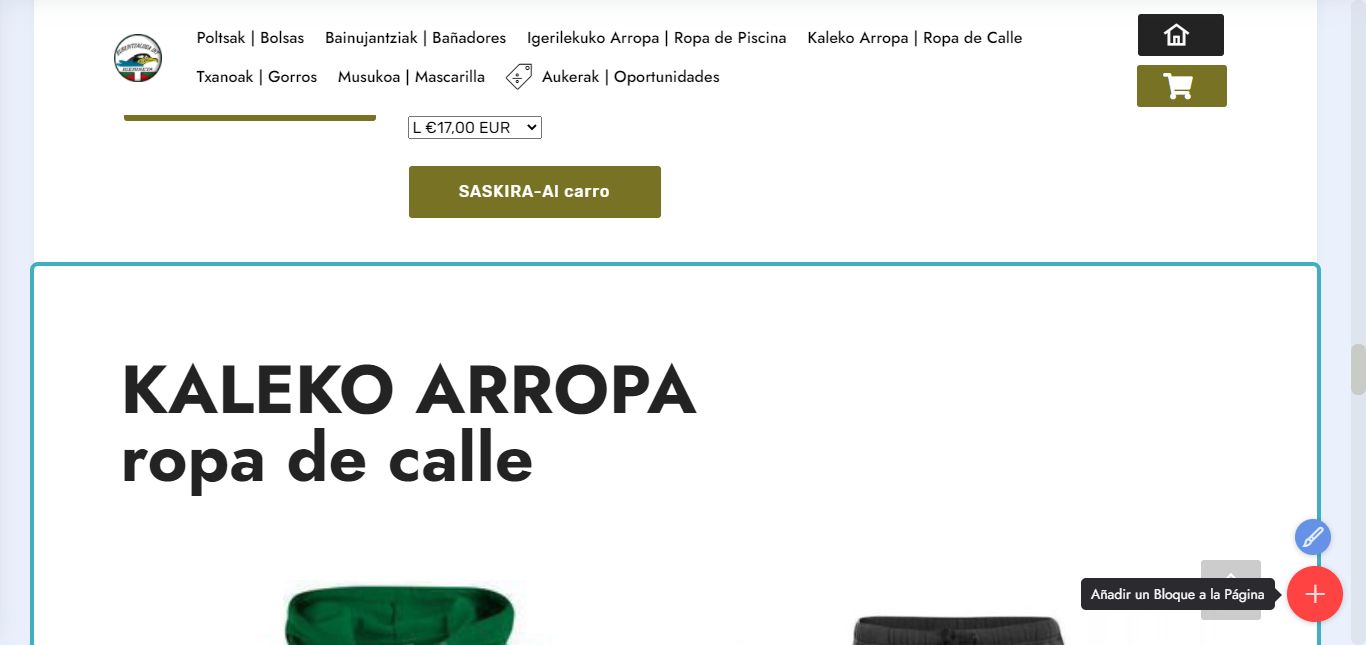 Poltsak | Bolsas Bainujantziak | Bañadores Igerilekuko Arropa | Ropa de Piscina Kaleko Arropa | Ropa de Calle
Txanoak | Gorros Musukoa | Mascarilla Aukerak | Oportunidades
L €17,00 EUR
SASKIRA-Al carro
KALEKO ARROPA
ropa de calle
Añadir un Bloque a la Página